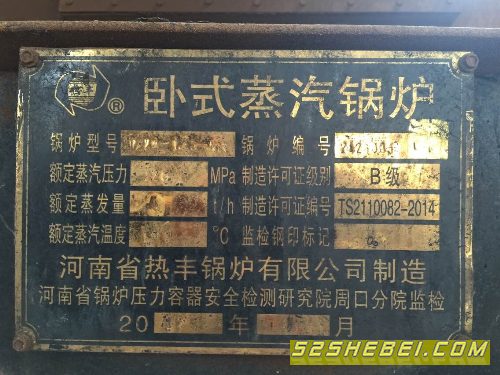 ® 卧式蒸汽锅炉
锅炉型号 锅炉编号
额定蒸汽压力 MPa 制造许可证级别 B级
额定蒸发量 t/h 制造许可证编号 TS2110082-2014
额定蒸汽温度 ℃ 监检钢印标记
河南省热丰锅炉有限公司制造
河南省锅炉压力容器安全检测研究院周口分院监检
20 年 月
52SHEBEI.COM